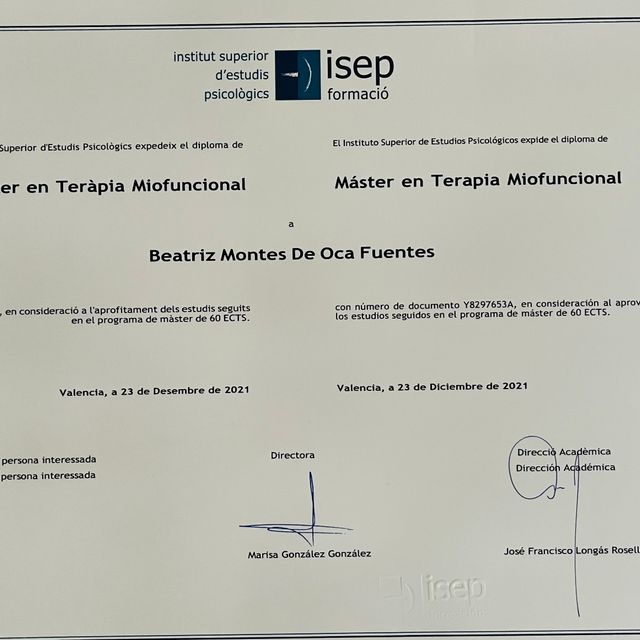 institut superior
d'estudis
psicològics
isep
formació
Superior d'Estudis Psicològics expedeix el diploma de
er en Teràpia Miofuncional
El Instituto Superior de Estudios Psicológicos expide el diploma de
Máster en Terapia Miofuncional
a
Beatriz Montes De Oca Fuentes
, en consideració a l'aprofitament dels estudis seguits
en el programa de màster de 60 ECTS.
con número de documento Y8297653A, en consideración al aprov
los estudios seguidos en el programa de máster de 60 ECTS.
Valencia, a 23 de Desembre de 2021
Valencia, a 23 de Diciembre de 2021
persona interessada
persona interessada
Directora
Marisa González González
Direcció Acadèmica
Dirección Académica
José Francisco Longás Rosell
isep